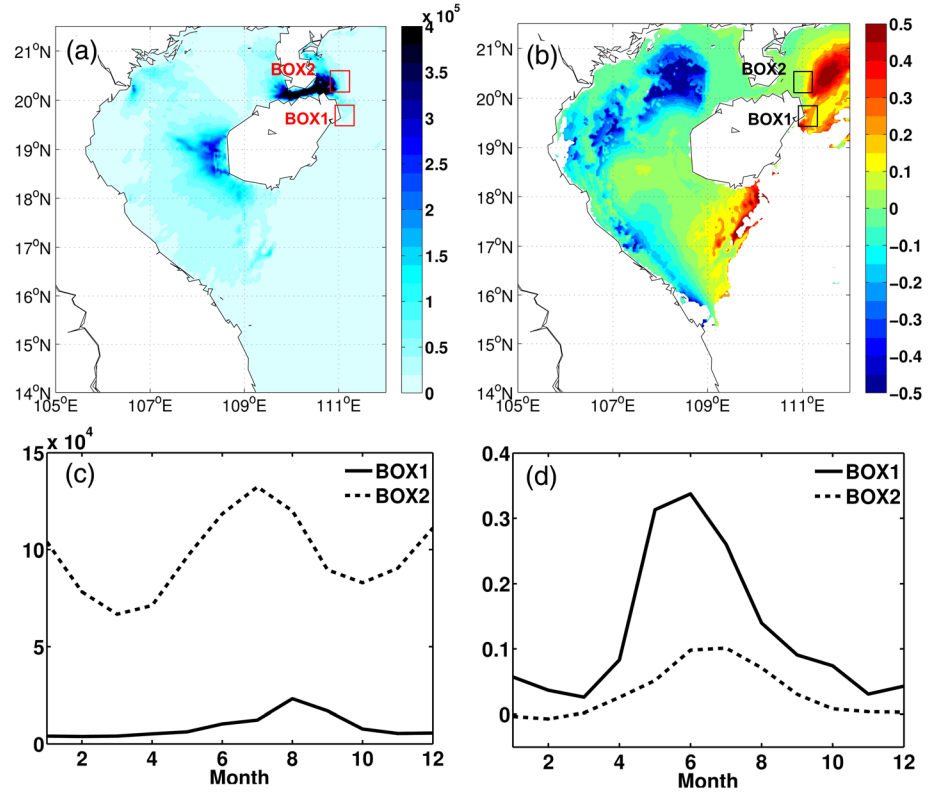 (a)
x 10⁵
21°N
20°N
19°N
18°N
17°N
16°N
15°N
14°N
105°E
107°E
109°E
111°E
BOX2
BOX1
4
3.5
3
2.5
2
1.5
1
0.5
0
(b)
21°N
20°N
19°N
18°N
17°N
16°N
15°N
14°N
105°E
107°E
109°E
111°E
BOX2
BOX1
0.5
0.4
0.3
0.2
0.1
0
−0.1
−0.2
−0.3
−0.4
−0.5
x 10⁴
(c)
BOX1
BOX2
15
10
5
0
2
4
6
8
10
12
Month
(d)
BOX1
BOX2
0.4
0.3
0.2
0.1
0
2
4
6
8
10
12
Month